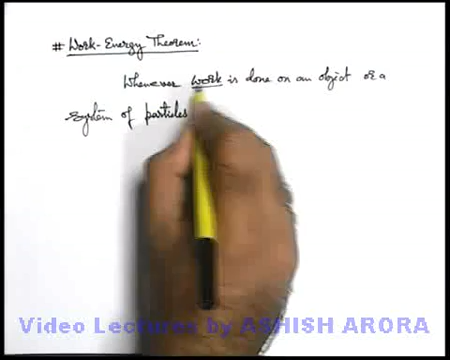 # Work-Energy Theorem:
Whenever work is done on an object or a
system of particles
Video Lectures by ASHISH ARORA